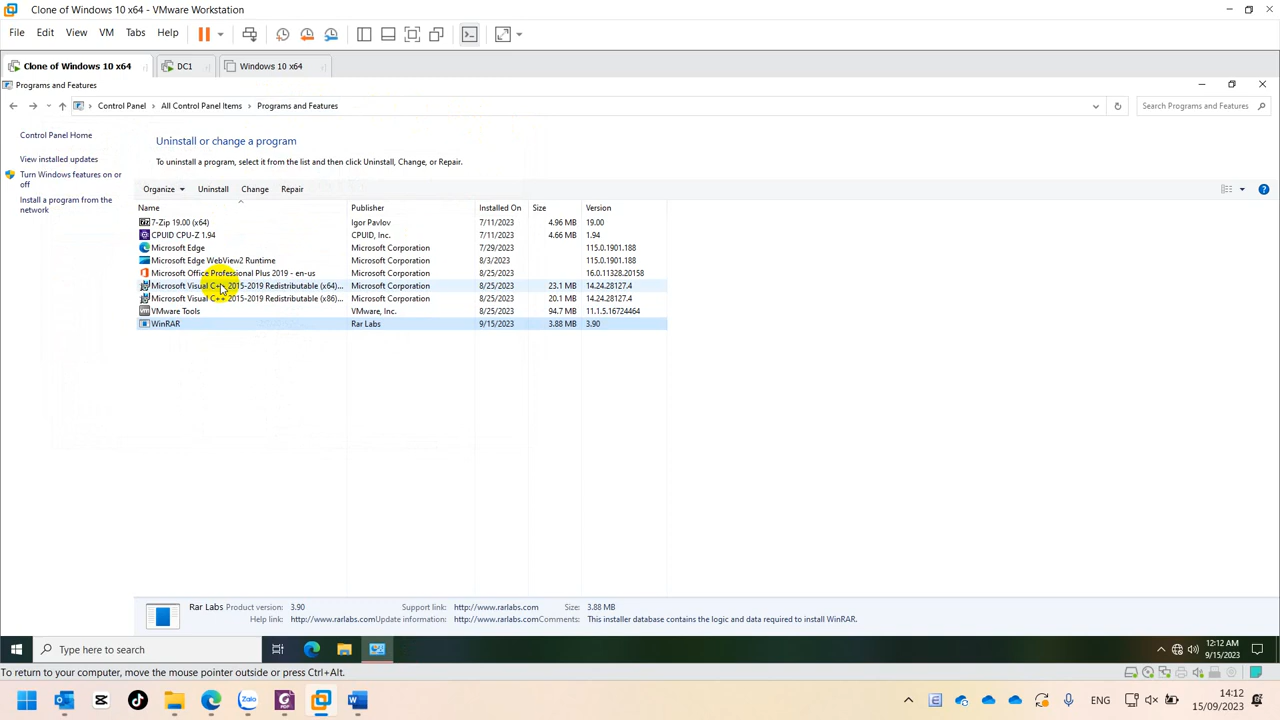 Clone of Windows 10 x64 - VMware Workstation
File Edit View VM Tabs Help
Clone of Windows 10 x64 DC1 Windows 10 x64
Programs and Features
Control Panel All Control Panel Items Programs and Features Search Programs and Features
Control Panel Home
View installed updates
Turn Windows features on or
off
Install a program from the
network
Uninstall or change a program
To uninstall a program, select it from the list and then click Uninstall, Change, or Repair.
Organize Uninstall Change Repair
Name Publisher Installed On Size Version
7-Zip 19.00 (x64) Igor Pavlov 7/11/2023 4.96 MB 19.00
CPUID CPU-Z 1.94 CPUID, Inc. 7/11/2023 4.66 MB 1.94
Microsoft Edge Microsoft Corporation 7/29/2023 115.0.1901.188
Microsoft Edge WebView2 Runtime Microsoft Corporation 8/3/2023 115.0.1901.188
Microsoft Office Professional Plus 2019 - en-us Microsoft Corporation 8/25/2023 16.0.11328.20158
Microsoft Visual C++ 2015-2019 Redistributable (x64)... Microsoft Corporation 8/25/2023 23.1 MB 14.24.28127.4
Microsoft Visual C++ 2015-2019 Redistributable (x86)... Microsoft Corporation 8/25/2023 20.1 MB 14.24.28127.4
VMware Tools VMware, Inc. 8/25/2023 94.7 MB 11.1.5.16724464
WinRAR Rar Labs 9/15/2023 3.88 MB 3.90
Rar Labs Product version: 3.90 Support link: http://www.rarlabs.com Size: 3.88 MB
Help link: http://www.rarlabs.com Update information: http://www.rarlabs.com Comments: This installer database contains the logic and data required to install WinRAR.
Type here to search
12:12 AM
9/15/2023
To return to your computer, move the mouse pointer outside or press Ctrl+Alt.
Zalo
PDF
ENG
14:12
15/09/2023